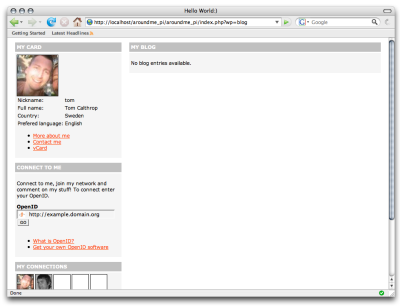 Hello World:)
http://localhost/aroundme_pi/aroundme_pi/index.php?wp=blog
Google
Getting Started
Latest Headlines
MY CARD
Nickname: tom
Full name: Tom Calthrop
Country: Sweden
Prefered language: English
More about me
Contact me
vCard
CONNECT TO ME
Connect to me, join my network and
comment on my stuff! To connect enter
your OpenID.
OpenID
http://example.domain.org
GO
What is OpenID?
Get your own OpenID software
MY CONNECTIONS
MY BLOG
No blog entries available.
Done